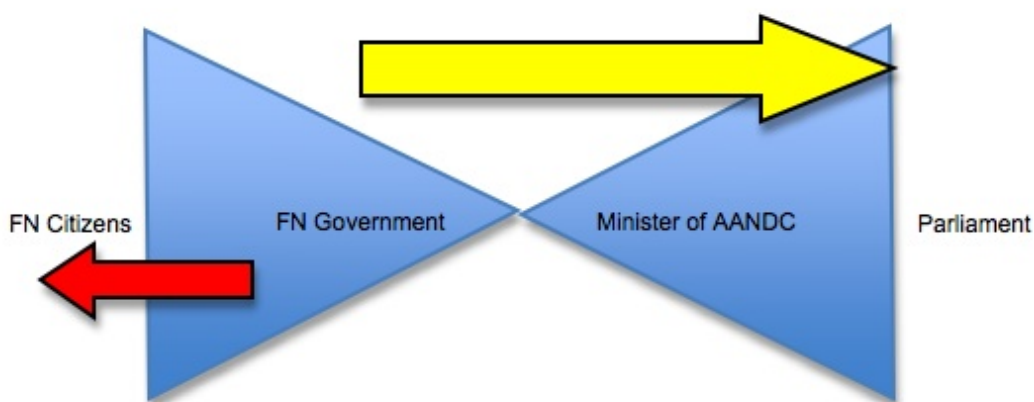 FN Citizens
FN Government
Minister of AANDC
Parliament